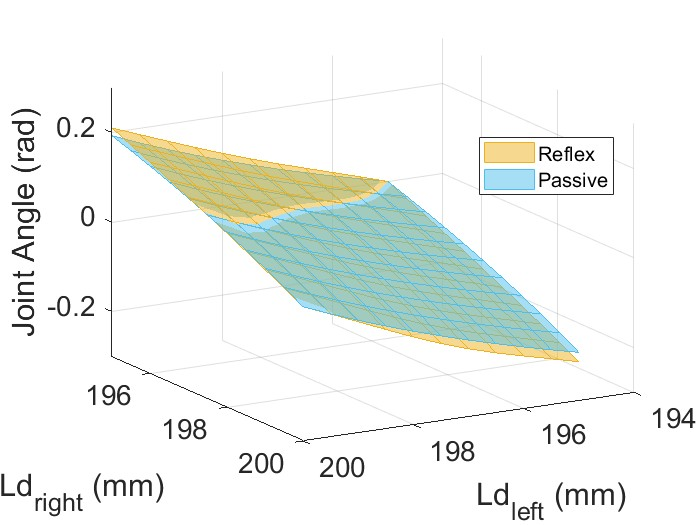 Joint Angle (rad)
0.2
0
-0.2
Reflex
Passive
196
198
200
200
198
196
194
Ld_right (mm)
Ld_left (mm)